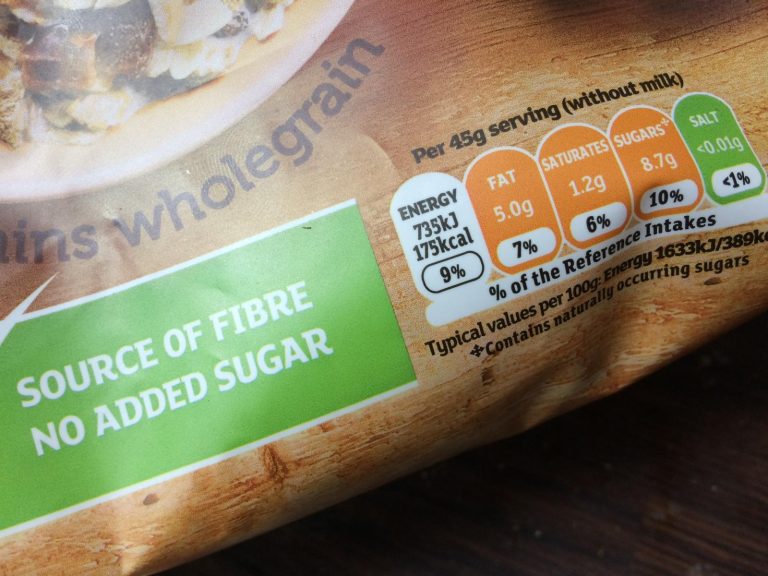 wholegrain
SOURCE OF FIBRE
NO ADDED SUGAR
Per 45g serving (without milk)
ENERGY
735kJ
175kcal
9%
FAT
5.0g
7%
SATURATES
1.2g
6%
SUGARS*
8.7g
10%
SALT
<0.01g
<1%
% of the Reference Intakes
Typical values per 100g: Energy 1633kJ/389kc
*Contains naturally occurring sugars